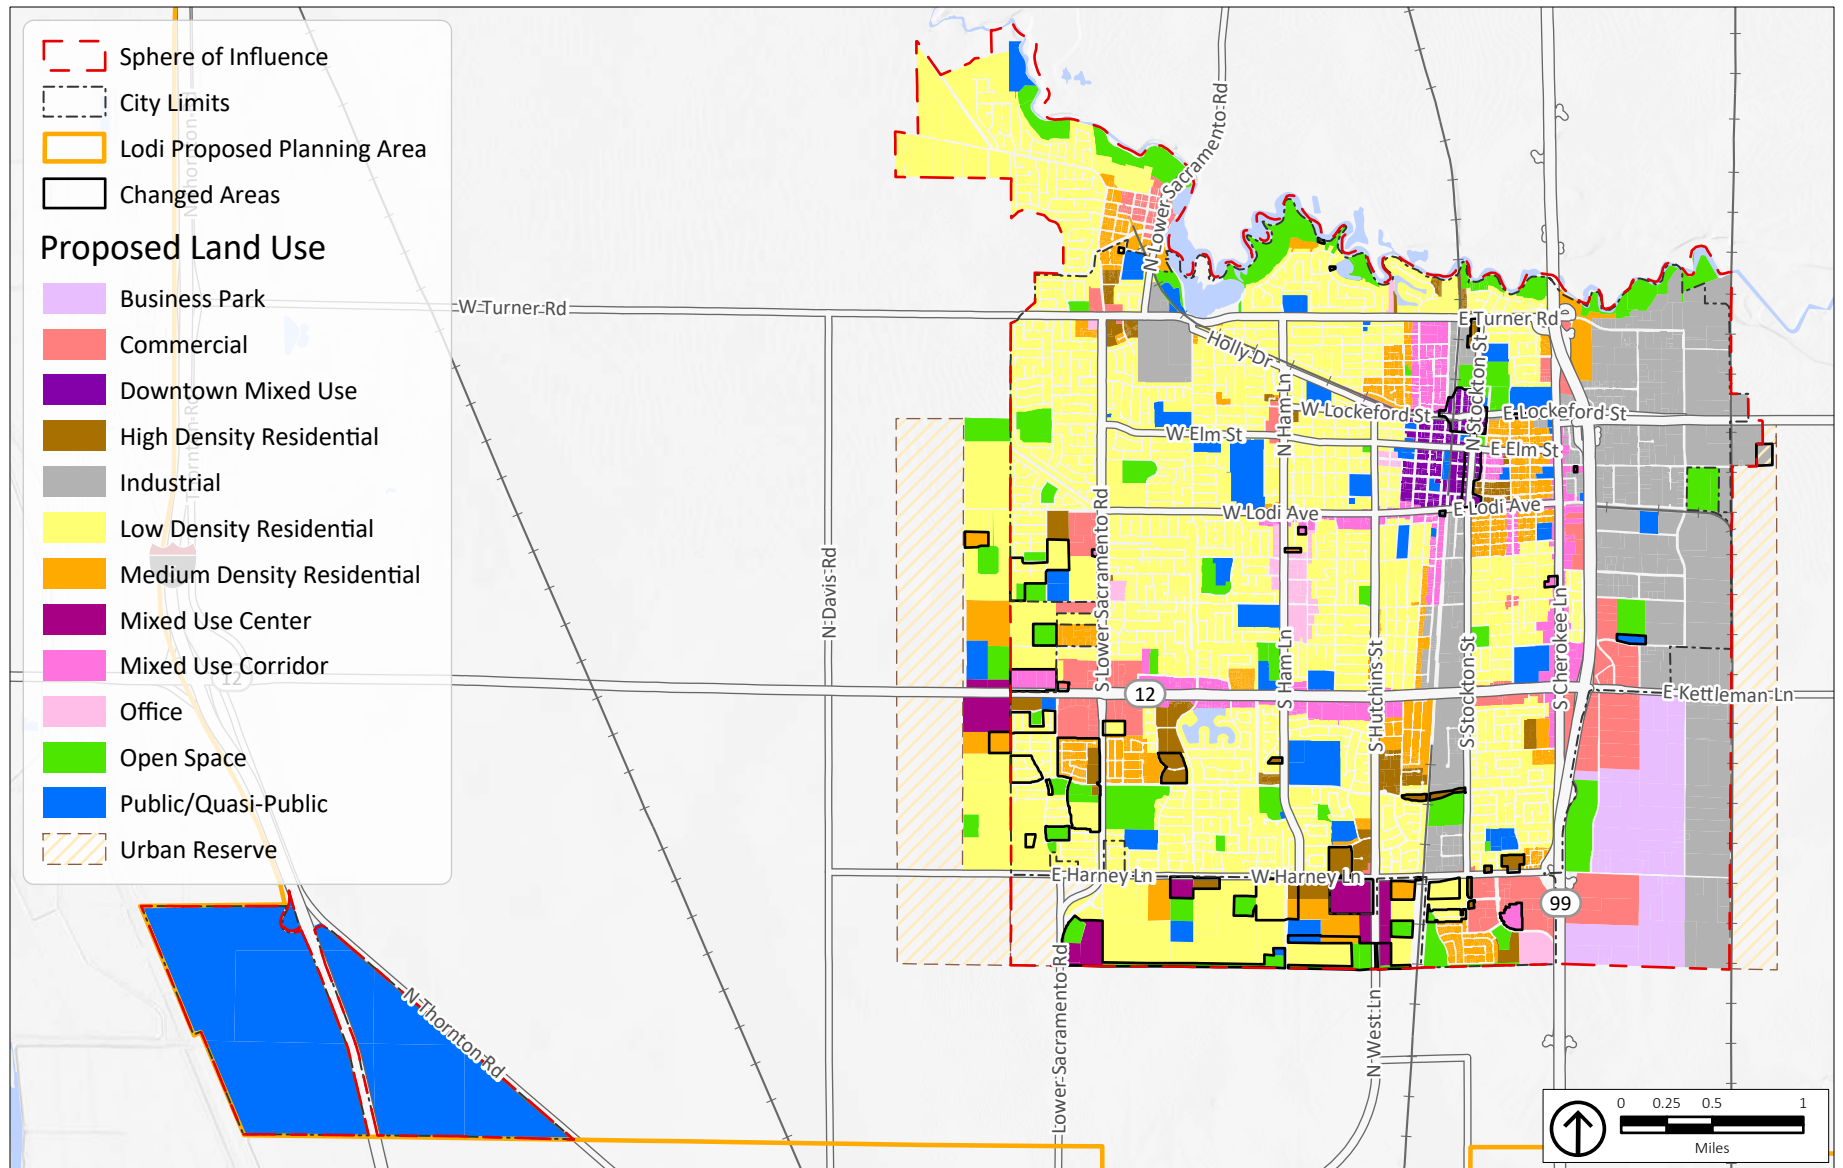 Sphere of Influence
City Limits
Lodi Proposed Planning Area
Changed Areas
Proposed Land Use
Business Park
Commercial
Downtown Mixed Use
High Density Residential
Industrial
Low Density Residential
Medium Density Residential
Mixed Use Center
Mixed Use Corridor
Office
Open Space
Public/Quasi-Public
Urban Reserve
12
N Lower Sacramento Rd
W Turner Rd
E Turner Rd
Holly Dr
N Stockton St
N Ham Ln
W Lockeford St
E Lockeford St
W Elm St
E Elm St
W Lodi Ave
E Lodi Ave
N Davis Rd
S Lower Sacramento Rd
S Ham Ln
S Hutchins St
S Stockton St
S Cherokee Ln
12
E Kettleman Ln
E Harney Ln
W Harney Ln
99
N Thornton Rd
Lower Sacramento Rd
N West Ln
0 0.25 0.5 1
Miles